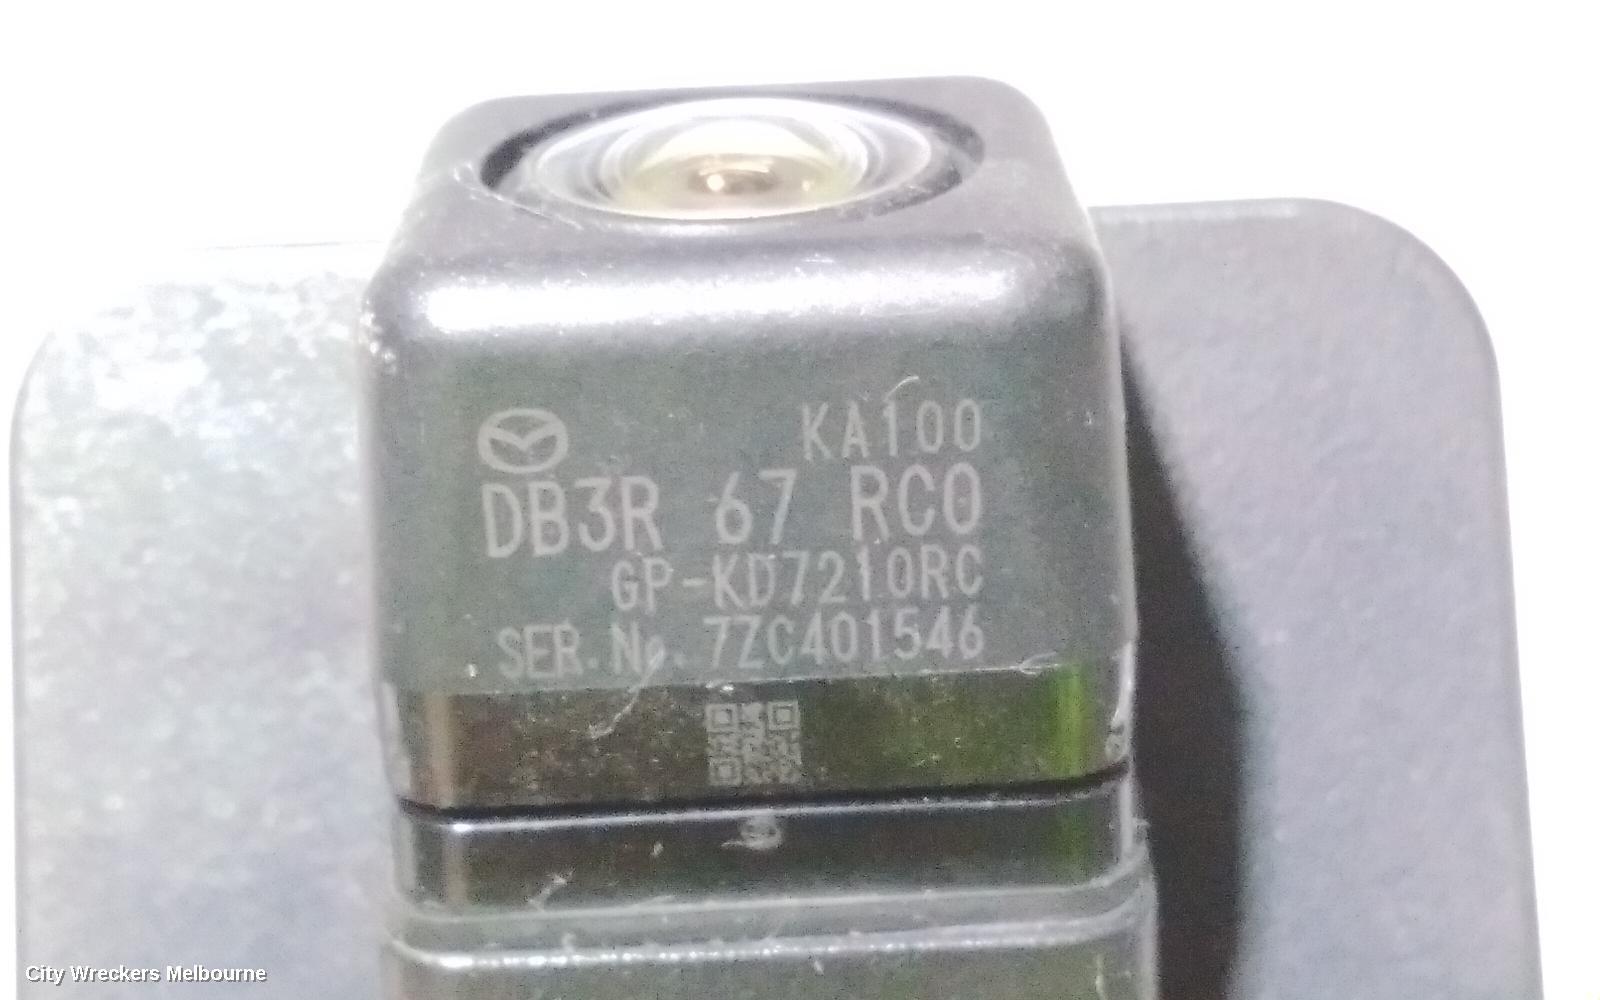 KA100
DB3R 67 RC0
GP-KD7210RC
SER.No. 7ZC401546
City Wreckers Melbourne